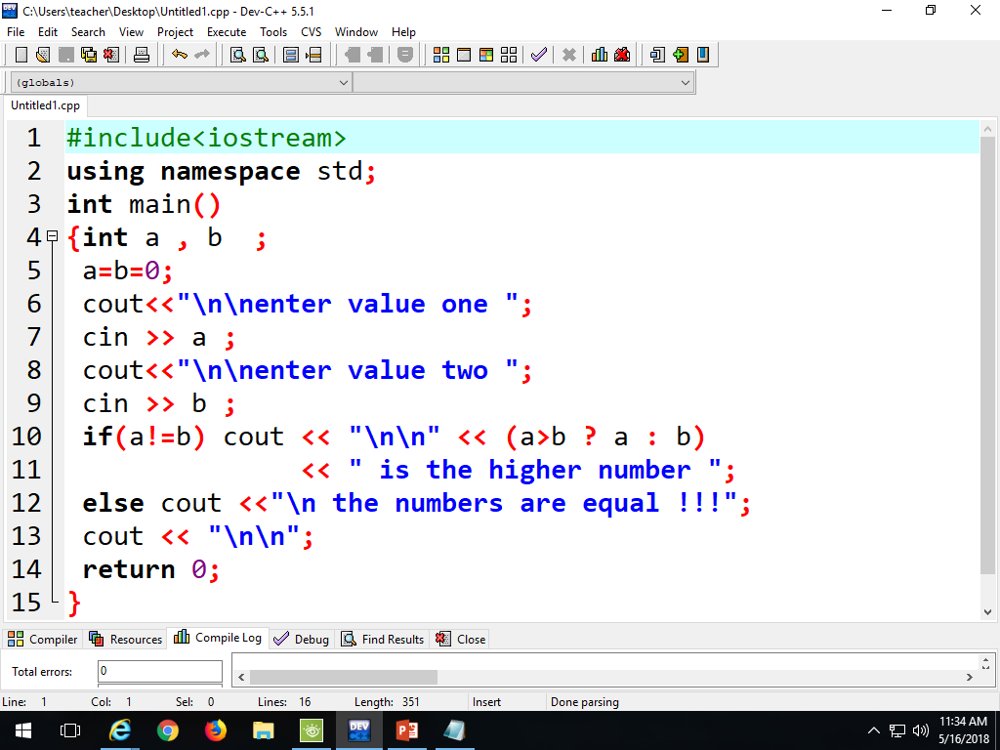 C:\Users\teacher\Desktop\Untitled1.cpp - Dev-C++ 5.5.1
File Edit Search View Project Execute Tools CVS Window Help
(globals)
Untitled1.cpp
1 #include<iostream>
2 using namespace std;
3 int main()
4 {int a , b  ;
5  a=b=0;
6  cout<<"\n\nenter value one ";
7  cin >> a ;
8  cout<<"\n\nenter value two ";
9  cin >> b ;
10  if(a!=b) cout << "\n\n" << (a>b ? a : b)
11                << " is the higher number ";
12  else cout <<"\n the numbers are equal !!!";
13  cout << "\n\n";
14  return 0;
15 }
Compiler Resources Compile Log Debug Find Results Close
Total errors: 0
Line: 1 Col: 1 Sel: 0 Lines: 16 Length: 351 Insert Done parsing
DEV
11:34 AM
5/16/2018